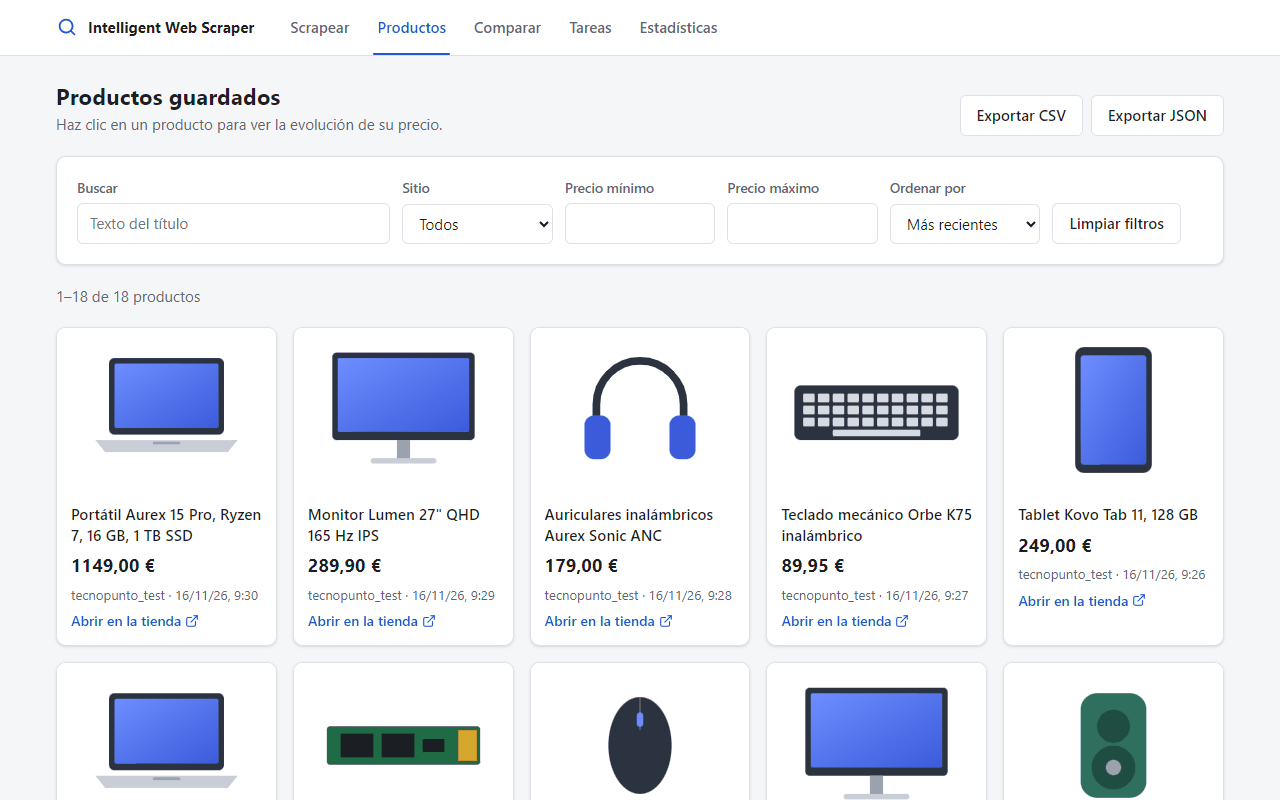 Intelligent Web Scraper
Scrapear
Productos
Comparar
Tareas
Estadísticas
Productos guardados
Haz clic en un producto para ver la evolución de su precio.
Exportar CSV
Exportar JSON
Buscar
Sitio
Precio mínimo
Precio máximo
Ordenar por
Texto del título
Todos
Más recientes
Limpiar filtros
1–18 de 18 productos
Portátil Aurex 15 Pro, Ryzen
7, 16 GB, 1 TB SSD
1149,00 €
tecnopunto_test · 16/11/26, 9:30
Abrir en la tienda
Monitor Lumen 27" QHD
165 Hz IPS
289,90 €
tecnopunto_test · 16/11/26, 9:29
Abrir en la tienda
Auriculares inalámbricos
Aurex Sonic ANC
179,00 €
tecnopunto_test · 16/11/26, 9:28
Abrir en la tienda
Teclado mecánico Orbe K75
inalámbrico
89,95 €
tecnopunto_test · 16/11/26, 9:27
Abrir en la tienda
Tablet Kovo Tab 11, 128 GB
249,00 €
tecnopunto_test · 16/11/26, 9:26
Abrir en la tienda